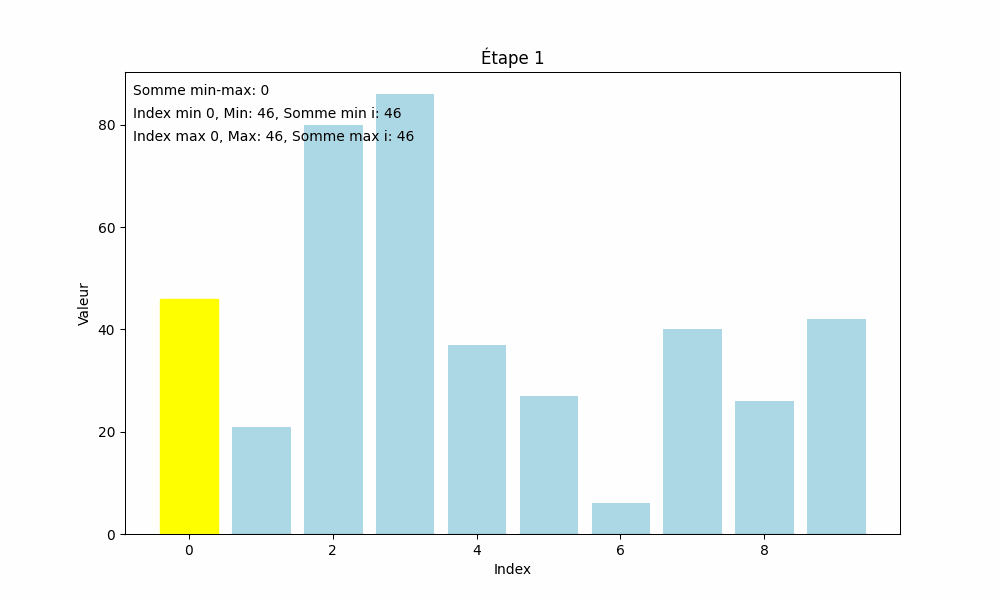 Étape 1
Somme min-max: 0
Index min 0, Min: 46, Somme min i: 46
Index max 0, Max: 46, Somme max i: 46
80
60
40
20
0
Valeur
0 2 4 6 8
Index